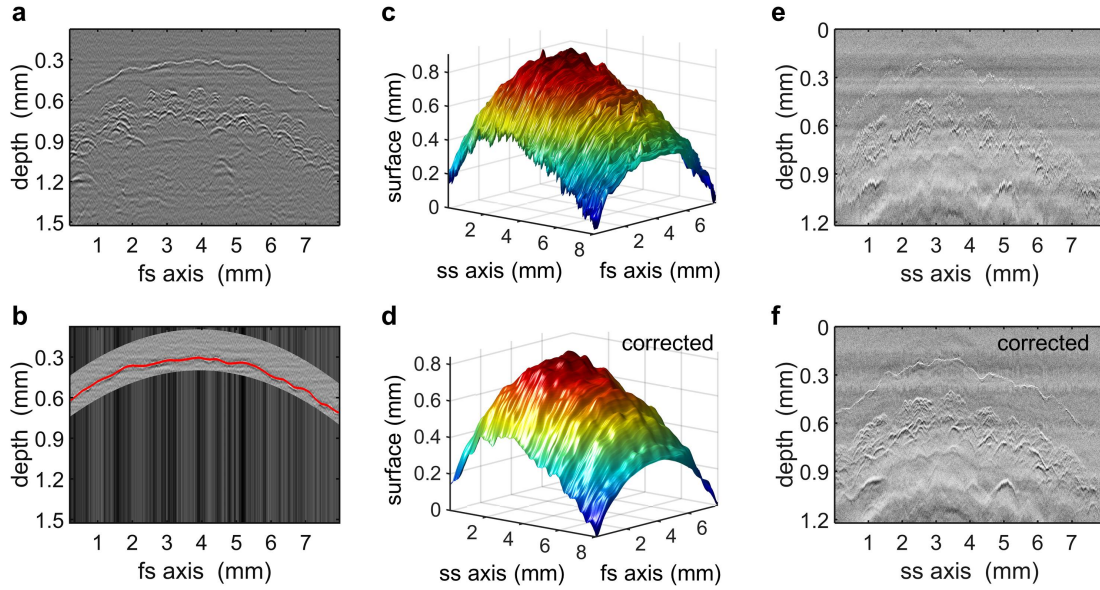 a
depth (mm)
0.3
0.6
0.9
1.2
1.5
1 2 3 4 5 6 7
fs axis (mm)
b
depth (mm)
0.3
0.6
0.9
1.2
1.5
1 2 3 4 5 6 7
fs axis (mm)
c
surface (mm)
0.8
0.6
0.4
0.2
0
2 4 6 8
ss axis (mm)
2 4 6
fs axis (mm)
d
corrected
surface (mm)
0.8
0.6
0.4
0.2
0
2 4 6 8
ss axis (mm)
2 4 6
fs axis (mm)
e
depth (mm)
0
0.3
0.6
0.9
1.2
1 2 3 4 5 6 7
ss axis (mm)
f
corrected
depth (mm)
0
0.3
0.6
0.9
1.2
1 2 3 4 5 6 7
ss axis (mm)